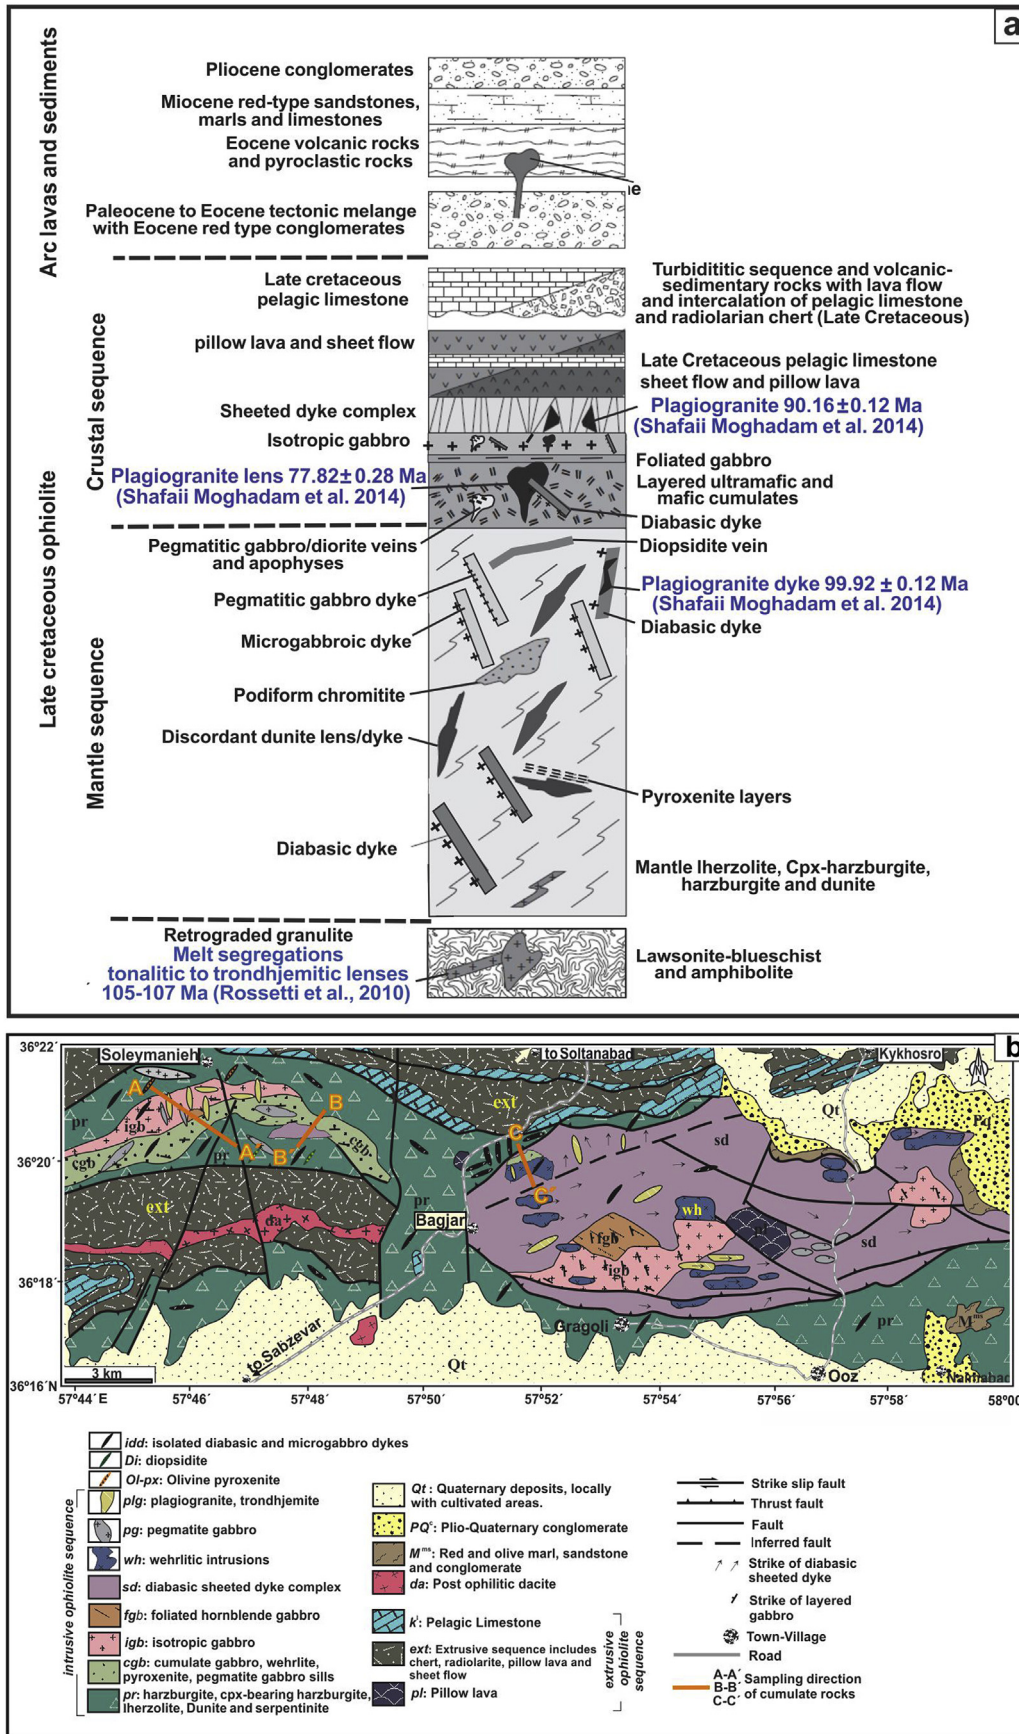 a
Arc lavas and sediments
Pliocene conglomerates
Miocene red-type sandstones,
marls and limestones
Eocene volcanic rocks
and pyroclastic rocks
Paleocene to Eocene tectonic melange
with Eocene red type conglomerates
Late cretaceous ophiolite
Crustal sequence
Late cretaceous
pelagic limestone
Turbidititic sequence and volcanic-
sedimentary rocks with lava flow
and intercalation of pelagic limestone
and radiolarian chert (Late Cretaceous)
pillow lava and sheet flow
Late Cretaceous pelagic limestone
sheet flow and pillow lava
Sheeted dyke complex
Plagiogranite 90.16±0.12 Ma
(Shafaii Moghadam et al. 2014)
Isotropic gabbro
Foliated gabbro
Plagiogranite lens 77.82± 0.28 Ma
(Shafaii Moghadam et al. 2014)
Layered ultramafic and
mafic cumulates
Diabasic dyke
Mantle sequence
Pegmatitic gabbro/diorite veins
and apophyses
Diopsidite vein
Pegmatitic gabbro dyke
Plagiogranite dyke 99.92 ± 0.12 Ma
(Shafaii Moghadam et al. 2014)
Diabasic dyke
Microgabbroic dyke
Podiform chromitite
Discordant dunite lens/dyke
Pyroxenite layers
Diabasic dyke
Mantle lherzolite, Cpx-harzburgite,
harzburgite and dunite
Retrograded granulite
Melt segregations
tonalitic to trondhjemitic lenses
105-107 Ma (Rossetti et al., 2010)
Lawsonite-blueschist
and amphibolite
b
36°22´
36°20´
36°18´
36°16´N
Soleymanieh
to Soltanabad
Kykhosro
N
A
A´
B
B´
C
C´
pr
igb
cgb
pr
cgb
ext
ext
da
pr
Bagjar
sd
Qt
Pq
wh
fgb
igb
pl
sd
Gragoli
to Sabzevar
Qt
pr
Mms
Ooz
Namabad
3 km
57°44´ E
57°46´
57°48´
57°50´
57°52´
57°54´
57°56´
57°58´
58°00
intrusive ophiolite sequence
idd: isolated diabasic and microgabbro dykes
Di: diopsidite
Ol-px: Olivine pyroxenite
plg: plagiogranite, trondhjemite
pg: pegmatite gabbro
wh: wehrlitic intrusions
sd: diabasic sheeted dyke complex
fgb: foliated hornblende gabbro
igb: isotropic gabbro
cgb: cumulate gabbro, wehrlite,
pyroxenite, pegmatite gabbro sills
pr: harzburgite, cpx-bearing harzburgite,
lherzolite, Dunite and serpentinite
Qt : Quaternary deposits, locally
with cultivated areas.
PQc: Plio-Quaternary conglomerate
Mms: Red and olive marl, sandstone
and conglomerate
da: Post ophilitic dacite
kl: Pelagic Limestone
ext: Extrusive sequence includes
chert, radiolarite, pillow lava and
sheet flow
pl: Pillow lava
extrusive
ophiolite
sequence
Strike slip fault
Thrust fault
Fault
Inferred fault
Strike of diabasic
sheeted dyke
Strike of layered
gabbro
Town-Village
Road
A-A´
B-B´
C-C´
Sampling direction
of cumulate rocks